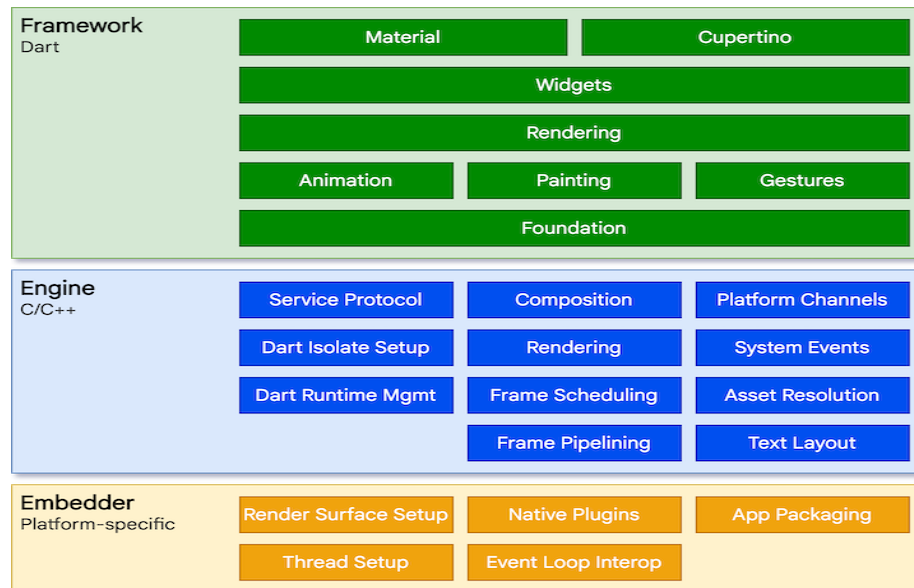 Framework
Dart
Material
Cupertino
Widgets
Rendering
Animation
Painting
Gestures
Foundation
Engine
C/C++
Service Protocol
Composition
Platform Channels
Dart Isolate Setup
Rendering
System Events
Dart Runtime Mgmt
Frame Scheduling
Asset Resolution
Frame Pipelining
Text Layout
Embedder
Platform-specific
Render Surface Setup
Native Plugins
App Packaging
Thread Setup
Event Loop Interop